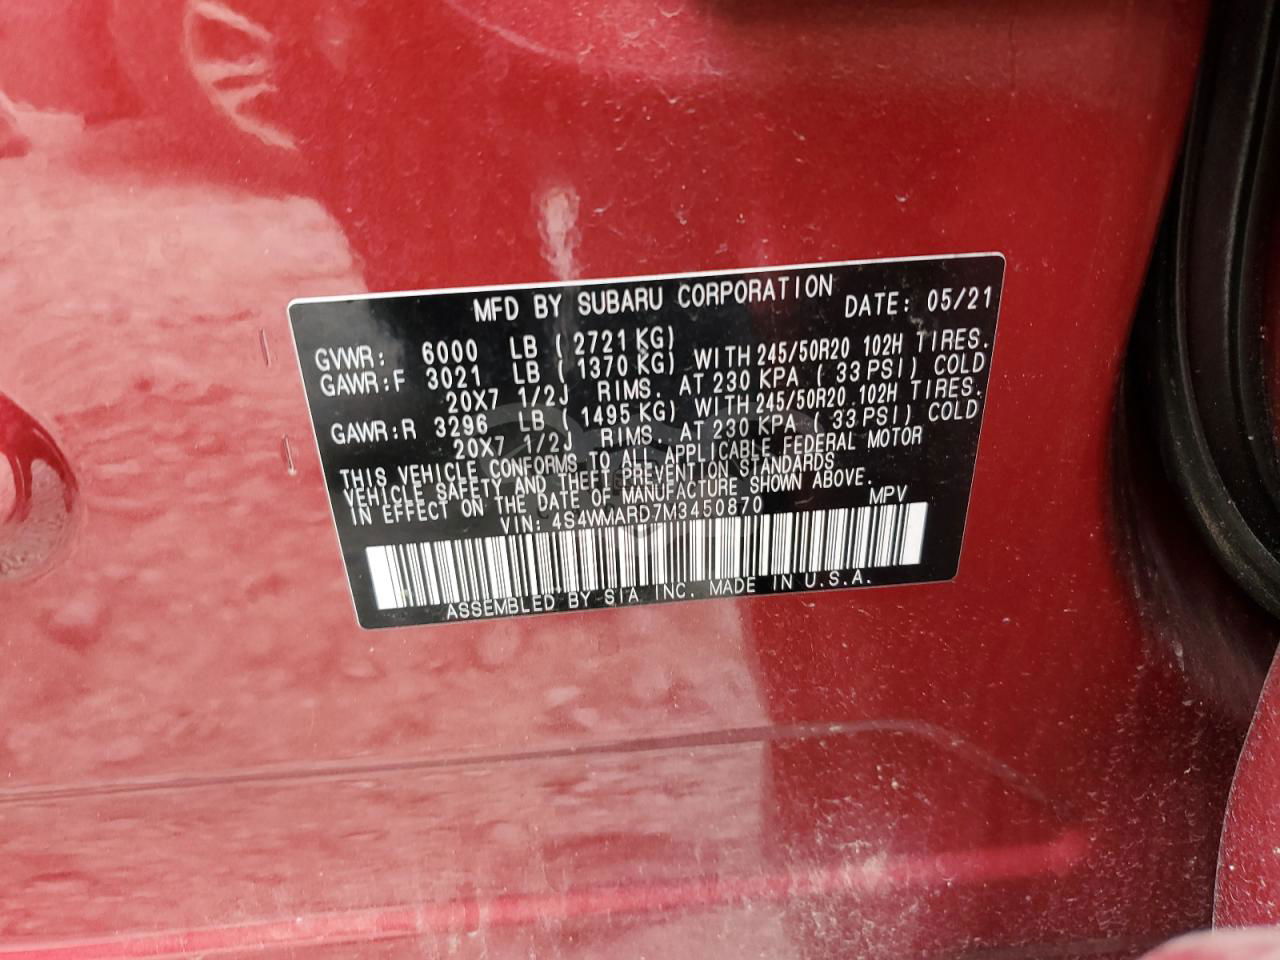 MFD BY SUBARU CORPORATION DATE: 05/21
GVWR: 6000 LB (2721 KG)
GAWR:F 3021 LB (1370 KG) WITH 245/50R20 102H TIRES.
20X7 1/2J RIMS. AT 230 KPA (33 PSI) COLD
GAWR:R 3296 LB (1495 KG) WITH 245/50R20 102H TIRES.
20X7 1/2J RIMS. AT 230 KPA (33 PSI) COLD
THIS VEHICLE CONFORMS TO ALL APPLICABLE FEDERAL MOTOR
VEHICLE SAFETY AND THEFT PREVENTION STANDARDS
IN EFFECT ON THE DATE OF MANUFACTURE SHOWN ABOVE.
VIN: 4S4WMARD7M3450870 MPV
ASSEMBLED BY SIA INC. MADE IN U.S.A.